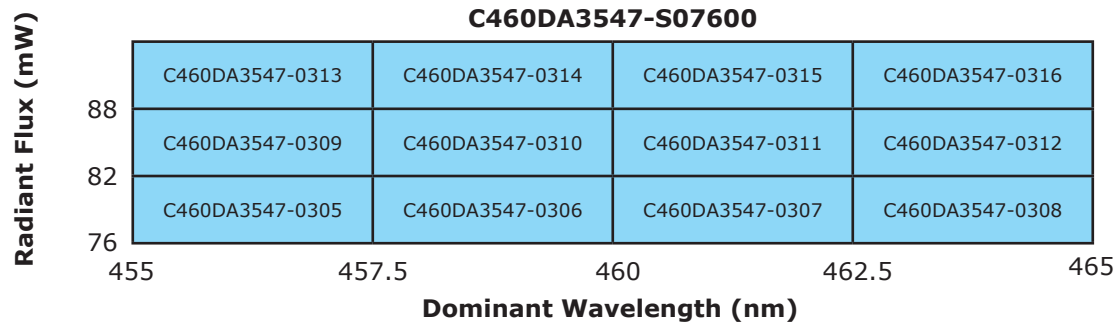 C460DA3547-S07600
Radiant Flux (mW)
C460DA3547-0313 C460DA3547-0314 C460DA3547-0315 C460DA3547-0316
88
C460DA3547-0309 C460DA3547-0310 C460DA3547-0311 C460DA3547-0312
82
C460DA3547-0305 C460DA3547-0306 C460DA3547-0307 C460DA3547-0308
76
455 457.5 460 462.5 465
Dominant Wavelength (nm)